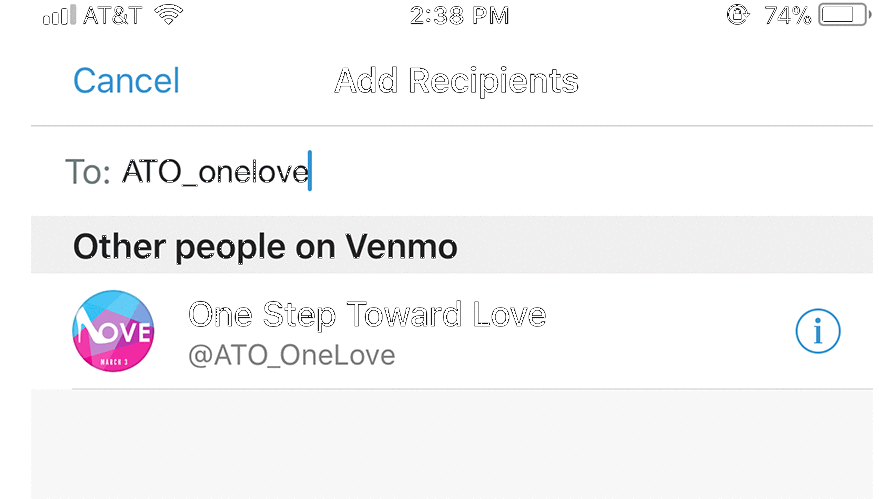 AT&T 2:38 PM 74%
Cancel Add Recipients
To: ATO_onelove
Other people on Venmo
One Step Toward Love
@ATO_OneLove
LOVE
MARCH 3